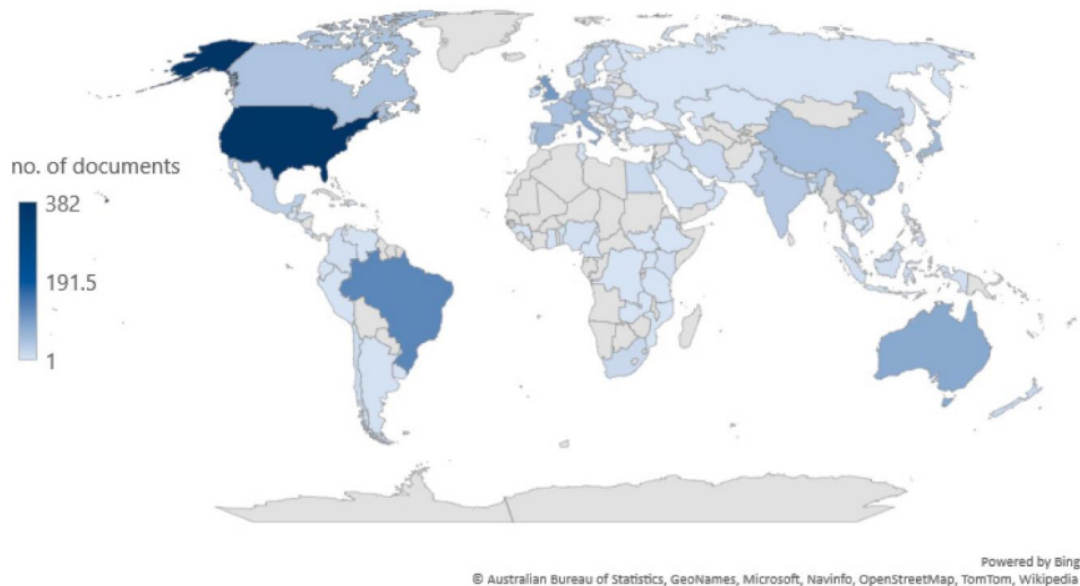 no. of documents
382
191.5
1
Powered by Bing
© Australian Bureau of Statistics, GeoNames, Microsoft, Navinfo, OpenStreetMap, TomTom, Wikipedia